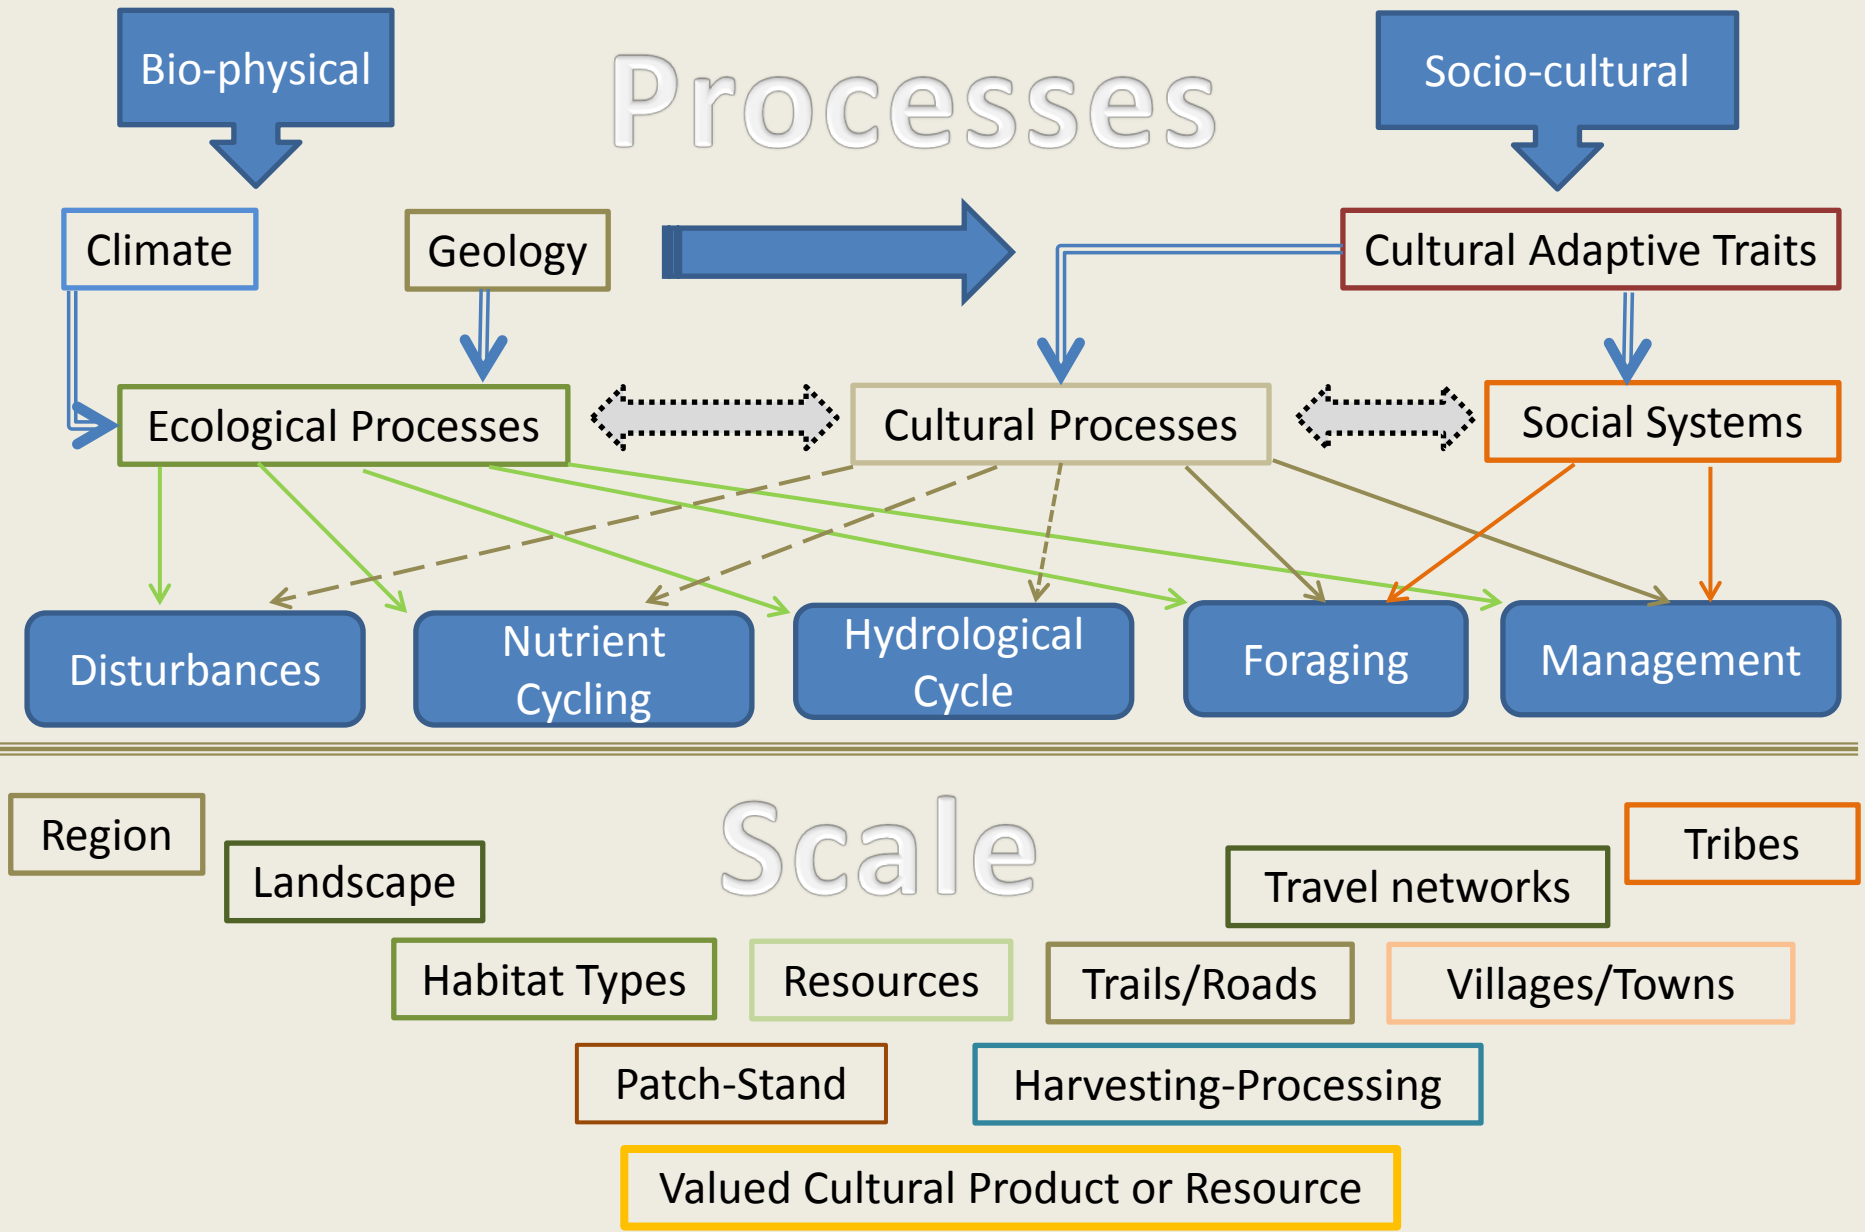 Bio-physical
Processes
Socio-cultural
Climate
Geology
Cultural Adaptive Traits
Ecological Processes
Cultural Processes
Social Systems
Disturbances
Nutrient
Cycling
Hydrological
Cycle
Foraging
Management
Scale
Region
Landscape
Travel networks
Tribes
Habitat Types
Resources
Trails/Roads
Villages/Towns
Patch-Stand
Harvesting-Processing
Valued Cultural Product or Resource